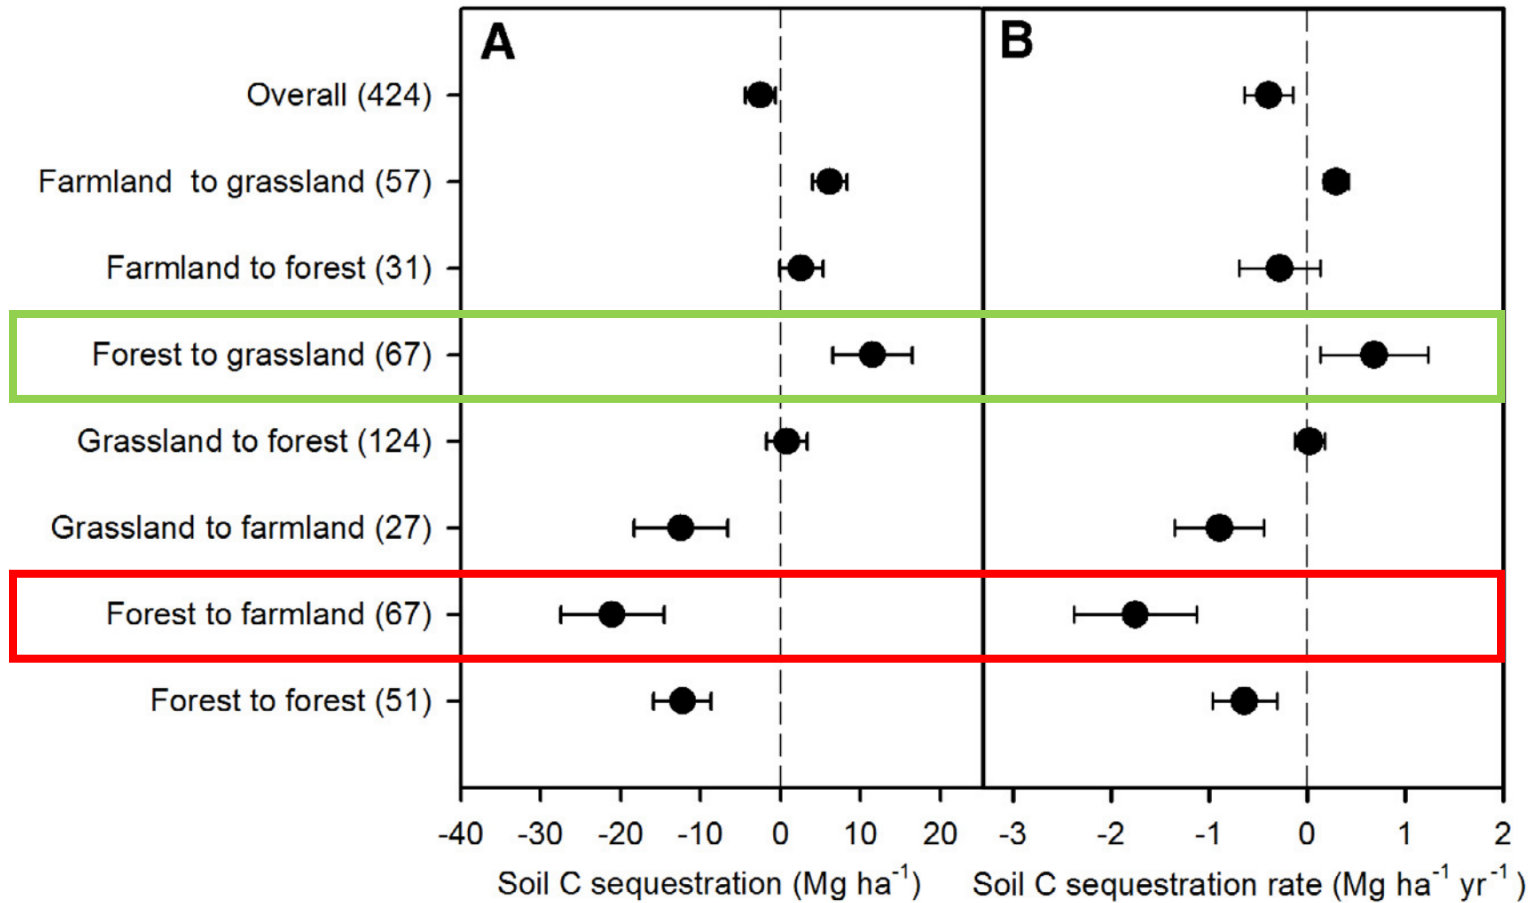 A
B
Overall (424)
Farmland  to grassland (57)
Farmland to forest (31)
Forest to grassland (67)
Grassland to forest (124)
Grassland to farmland (27)
Forest to farmland (67)
Forest to forest (51)
-40 -30 -20 -10 0 10 20
-3 -2 -1 0 1 2
Soil C sequestration (Mg ha⁻¹)
Soil C sequestration rate (Mg ha⁻¹ yr⁻¹ )